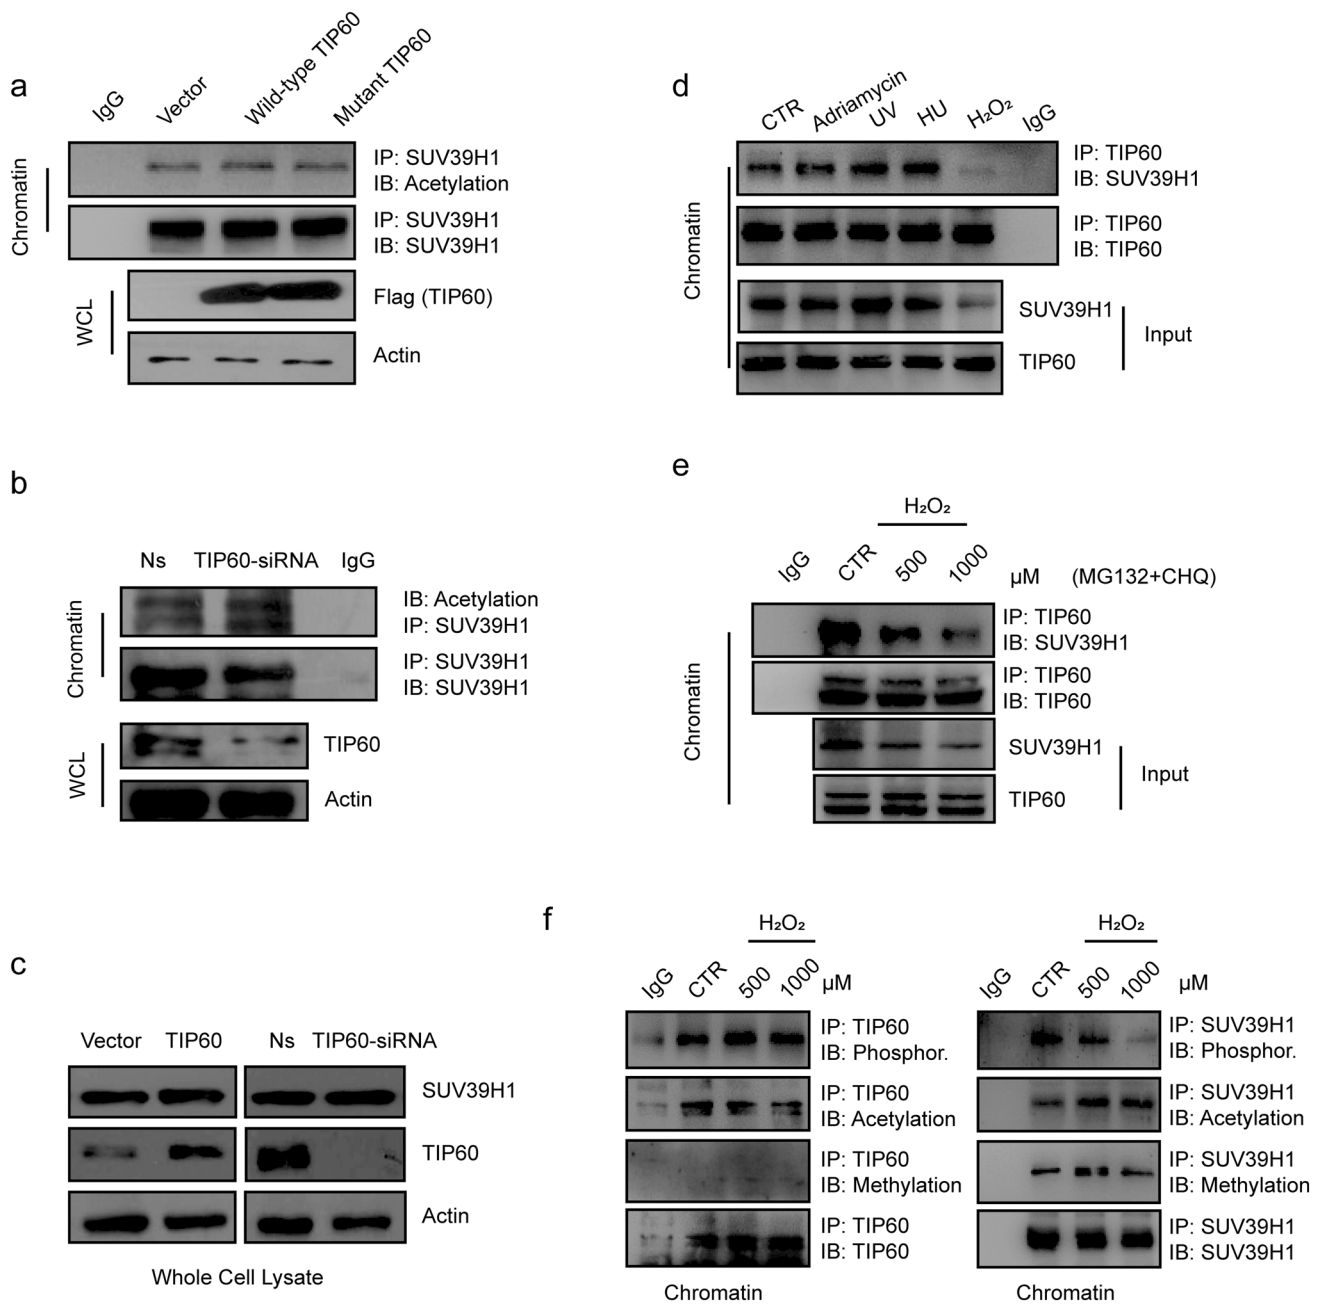 a
IgG
Vector
Wild-type TIP60
Mutant TIP60
Chromatin
IP: SUV39H1
IB: Acetylation
IP: SUV39H1
IB: SUV39H1
WCL
Flag (TIP60)
Actin
b
Ns
TIP60-siRNA
IgG
Chromatin
IB: Acetylation
IP: SUV39H1
IP: SUV39H1
IB: SUV39H1
WCL
TIP60
Actin
c
Vector
TIP60
Ns
TIP60-siRNA
SUV39H1
TIP60
Actin
Whole Cell Lysate
d
CTR
Adriamycin
UV
HU
H₂O₂
IgG
Chromatin
IP: TIP60
IB: SUV39H1
IP: TIP60
IB: TIP60
SUV39H1
TIP60
Input
e
H₂O₂
IgG
CTR
500
1000
µM
(MG132+CHQ)
Chromatin
IP: TIP60
IB: SUV39H1
IP: TIP60
IB: TIP60
SUV39H1
TIP60
Input
f
H₂O₂
IgG
CTR
500
1000
µM
IP: TIP60
IB: Phosphor.
IP: TIP60
IB: Acetylation
IP: TIP60
IB: Methylation
IP: TIP60
IB: TIP60
Chromatin
H₂O₂
IgG
CTR
500
1000
µM
IP: SUV39H1
IB: Phosphor.
IP: SUV39H1
IB: Acetylation
IP: SUV39H1
IB: Methylation
IP: SUV39H1
IB: SUV39H1
Chromatin